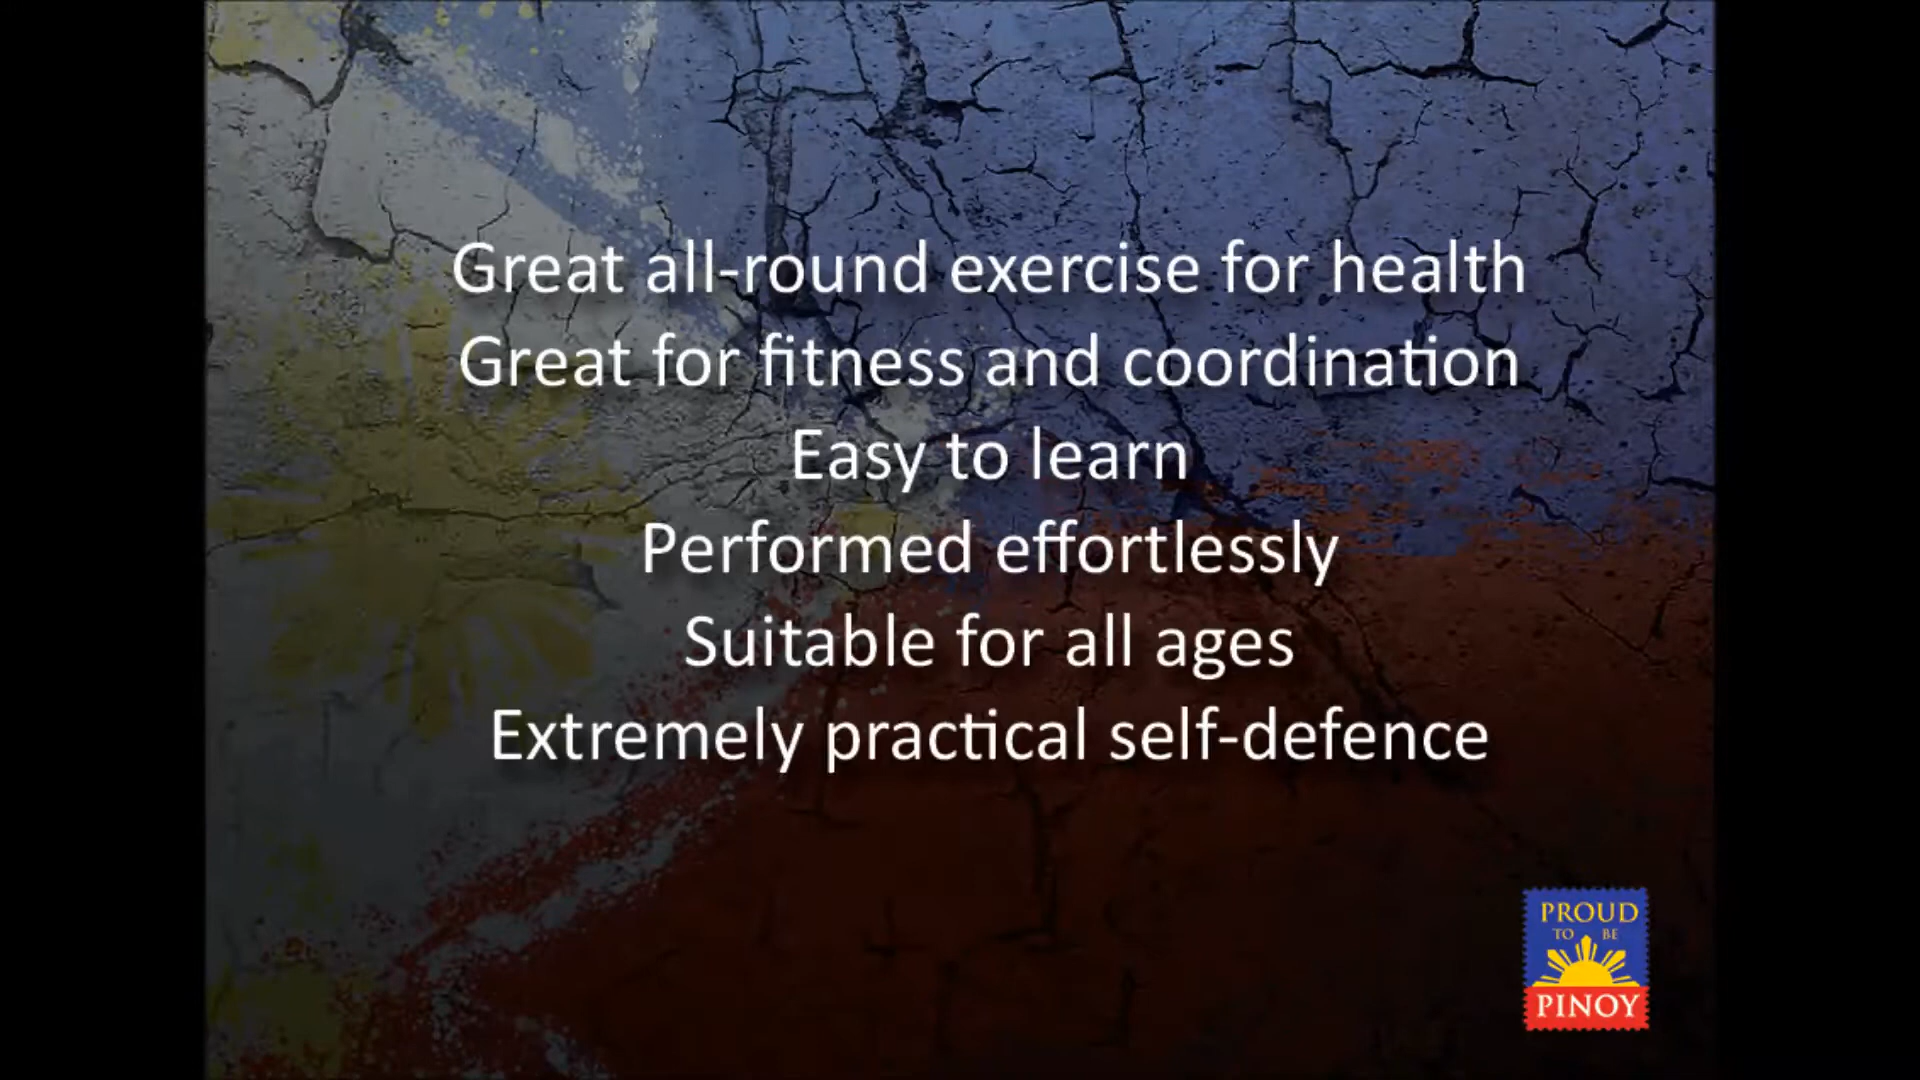 Great all-round exercise for health
Great for fitness and coordination
Easy to learn
Performed effortlessly
Suitable for all ages
Extremely practical self-defence
PROUD
TO BE
PINOY